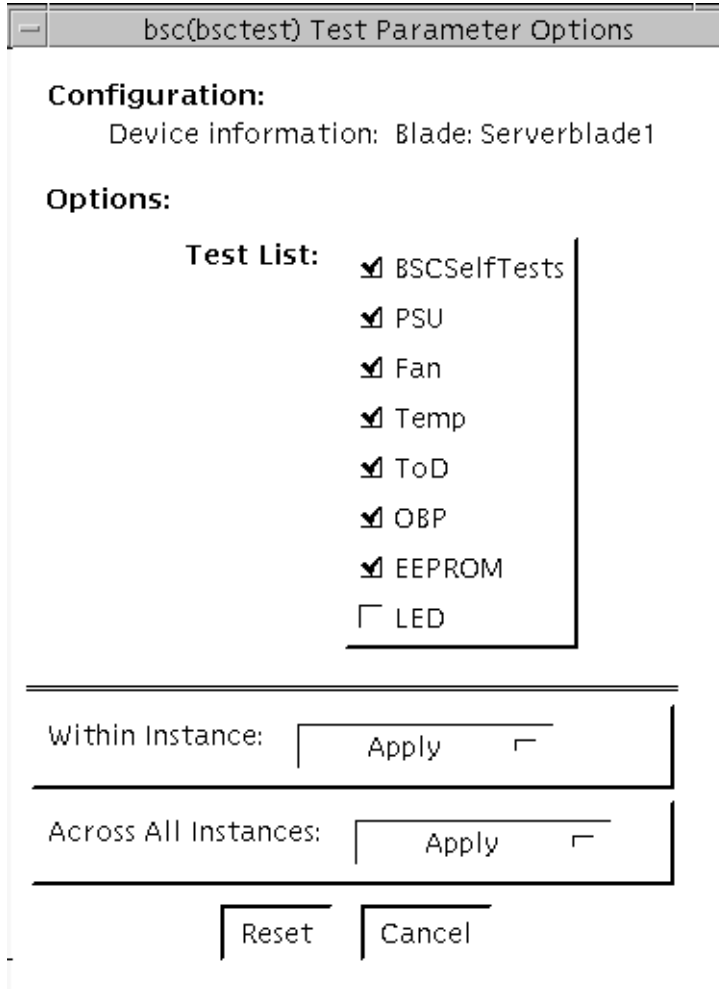 bsc(bsctest) Test Parameter Options
Configuration:
Device information: Blade: Serverblade1
Options:
Test List:
BSCSelfTests
PSU
Fan
Temp
ToD
OBP
EEPROM
LED
Within Instance: Apply
Across All Instances: Apply
Reset Cancel